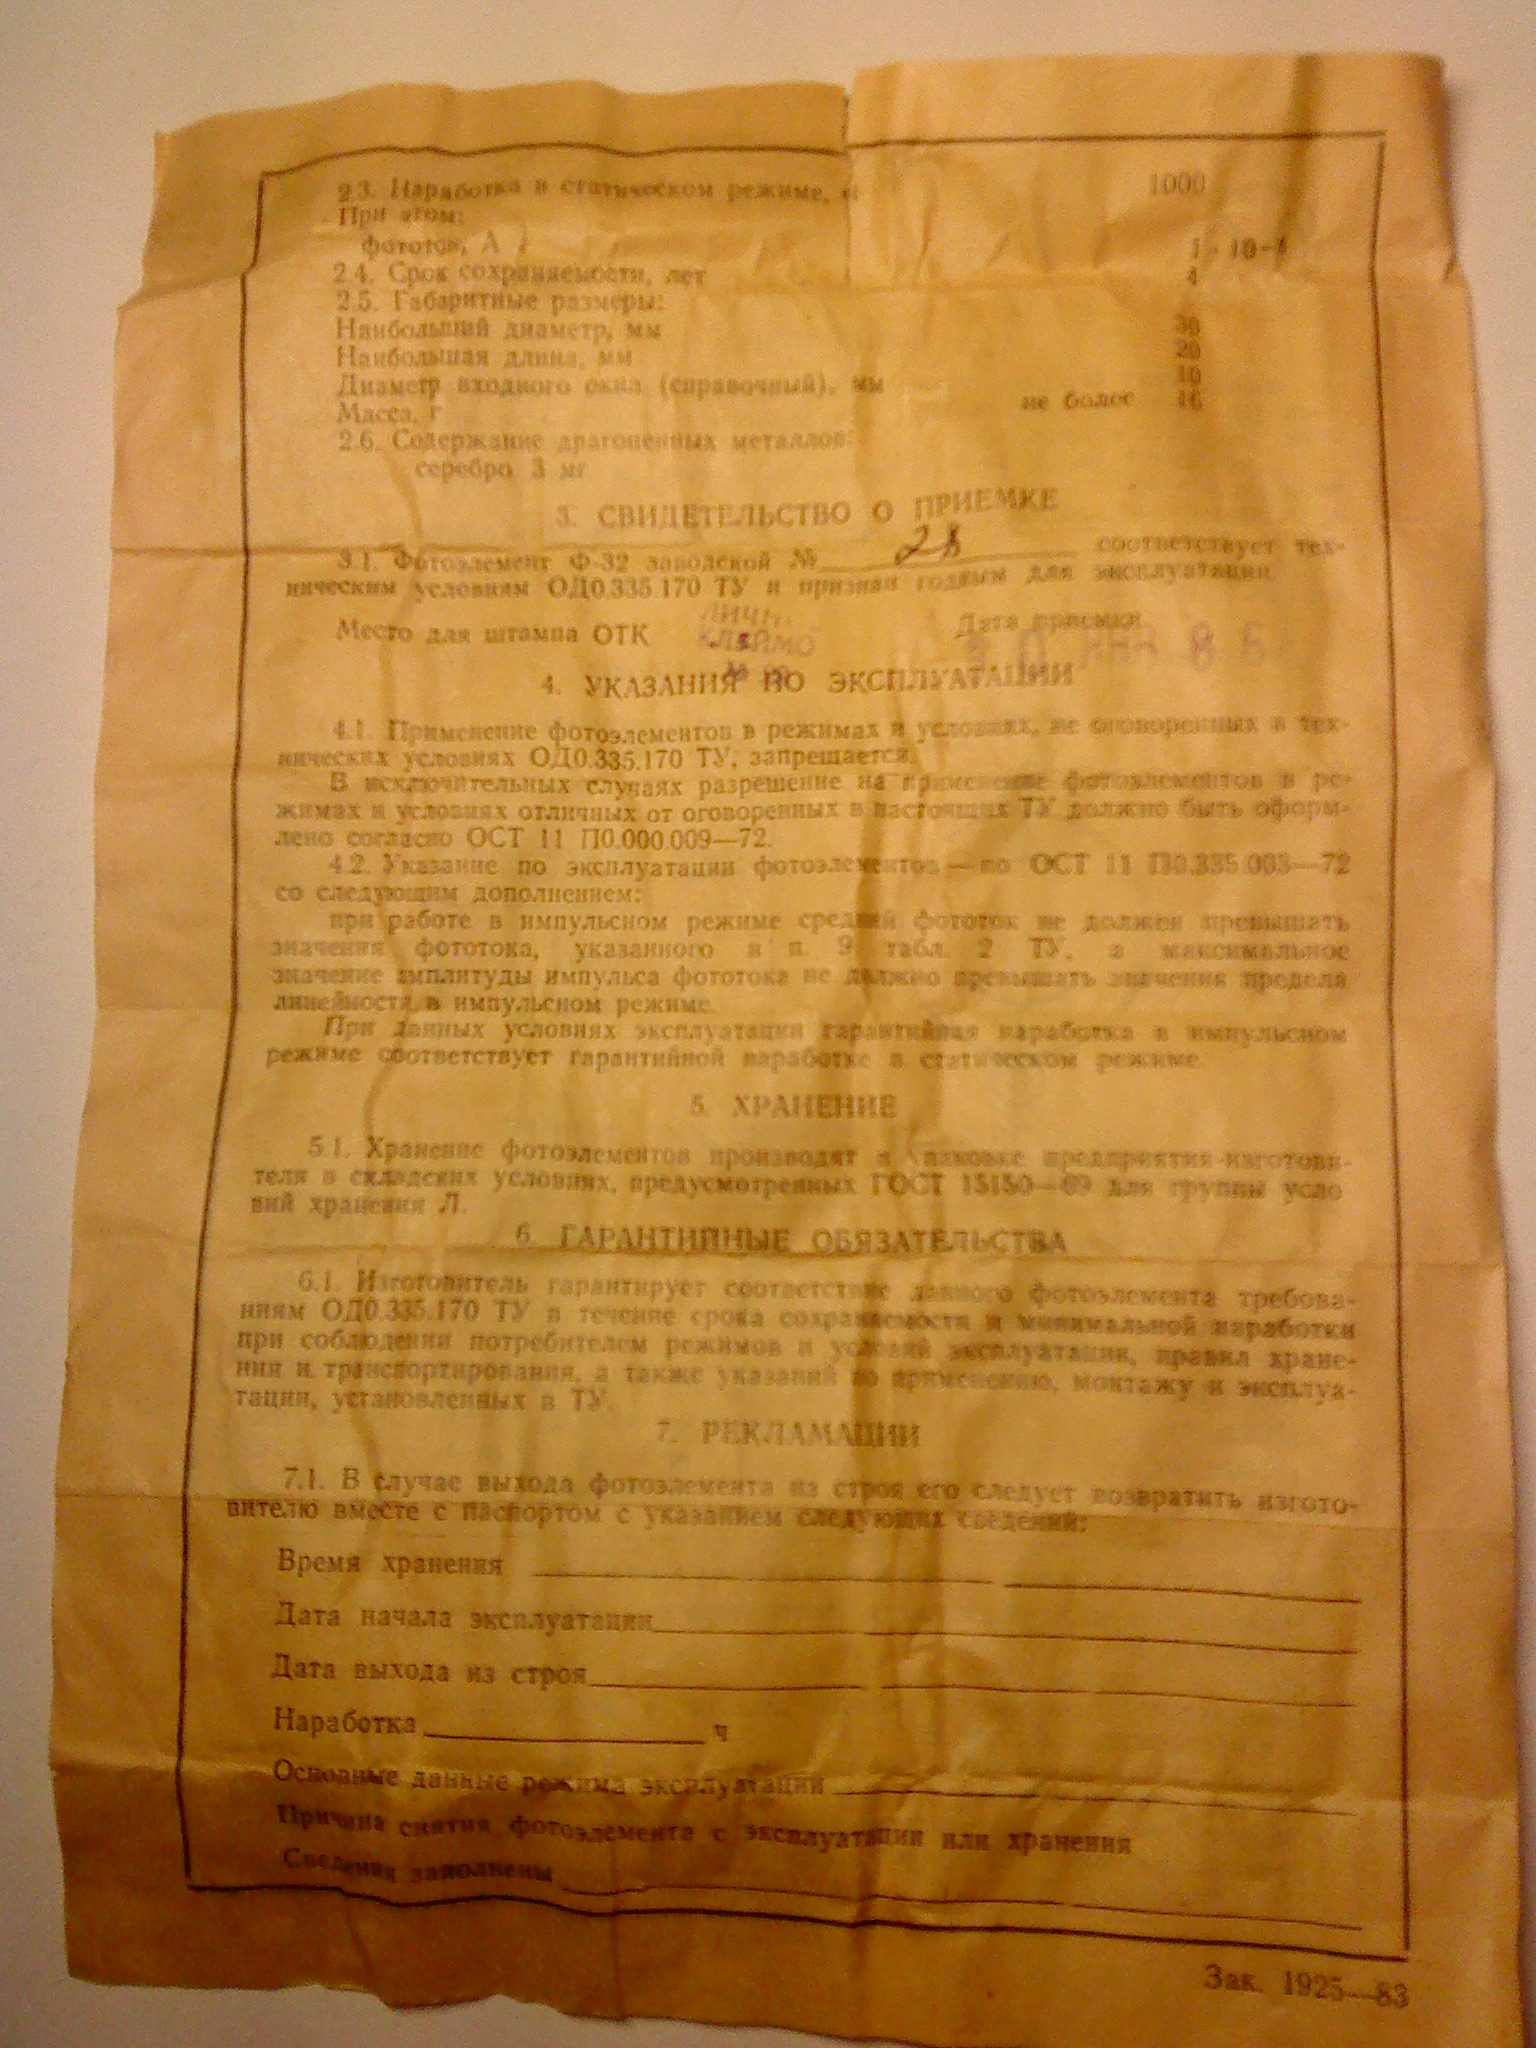 2.3. Наработка в статическом режиме, ч 1000
При этом:
фототок, А 1·10-
2.4. Срок сохраняемости, лет 4
2.5. Габаритные размеры:
Наибольший диаметр, мм 30
Наибольшая длина, мм 20
Диаметр входного окна (справочный), мм 10
Масса, г не более 16
2.6. Содержание драгоценных металлов:
серебро 3 мг
3. СВИДЕТЕЛЬСТВО О ПРИЕМКЕ
3.1. Фотоэлемент Ф-32 заводской № 28 соответствует тех-
ническим условиям ОД0.335.170 ТУ и признан годным для эксплуатации.
Место для штампа ОТК ЛИЧН КЛЕЙМО Дата приемки
4. УКАЗАНИЯ ПО ЭКСПЛУАТАЦИИ
4.1. Применение фотоэлементов в режимах и условиях, не оговоренных в тех-
нических условиях ОД0.335.170 ТУ, запрещается.
В исключительных случаях разрешение на применение фотоэлементов в ре-
жимах и условиях отличных от оговоренных в настоящих ТУ должно быть оформ-
лено согласно ОСТ 11 П0.000.009—72.
4.2. Указание по эксплуатации фотоэлементов — по ОСТ 11 П0.335.003—72
со следующим дополнением:
при работе в импульсном режиме средний фототок не должен превышать
значения фототока, указанного в п. 9 табл. 2 ТУ, а максимальное
значение амплитуды импульса фототока не должно превышать значения предела
линейности в импульсном режиме.
При данных условиях эксплуатации гарантийная наработка в импульсном
режиме соответствует гарантийной наработке в статическом режиме
5. ХРАНЕНИЕ
5.1. Хранение фотоэлементов производят в упаковке предприятия-изготови-
теля в складских условиях, предусмотренных ГОСТ 15150—69 для группы усло
вий хранения Л.
6. ГАРАНТИЙНЫЕ ОБЯЗАТЕЛЬСТВА
6.1. Изготовитель гарантирует соответствие данного фотоэлемента требова-
ниям ОД0.335.170 ТУ в течение срока сохраняемости и минимальной наработки
при соблюдении потребителем режимов и условий эксплуатации, правил хране-
ния и транспортирования, а также указаний по применению, монтажу и эксплуа-
тации, установленных в ТУ.
7. РЕКЛАМАЦИИ
7.1. В случае выхода фотоэлемента из строя его следует возвратить изгото-
вителю вместе с паспортом с указанием следующих сведений:
Время хранения
Дата начала эксплуатации
Дата выхода из строя
Наработка ч
Основные данные режима эксплуатации
Причина снятия фотоэлемента с эксплуатации или хранения
Сведения заполнены
Зак. 1925—83